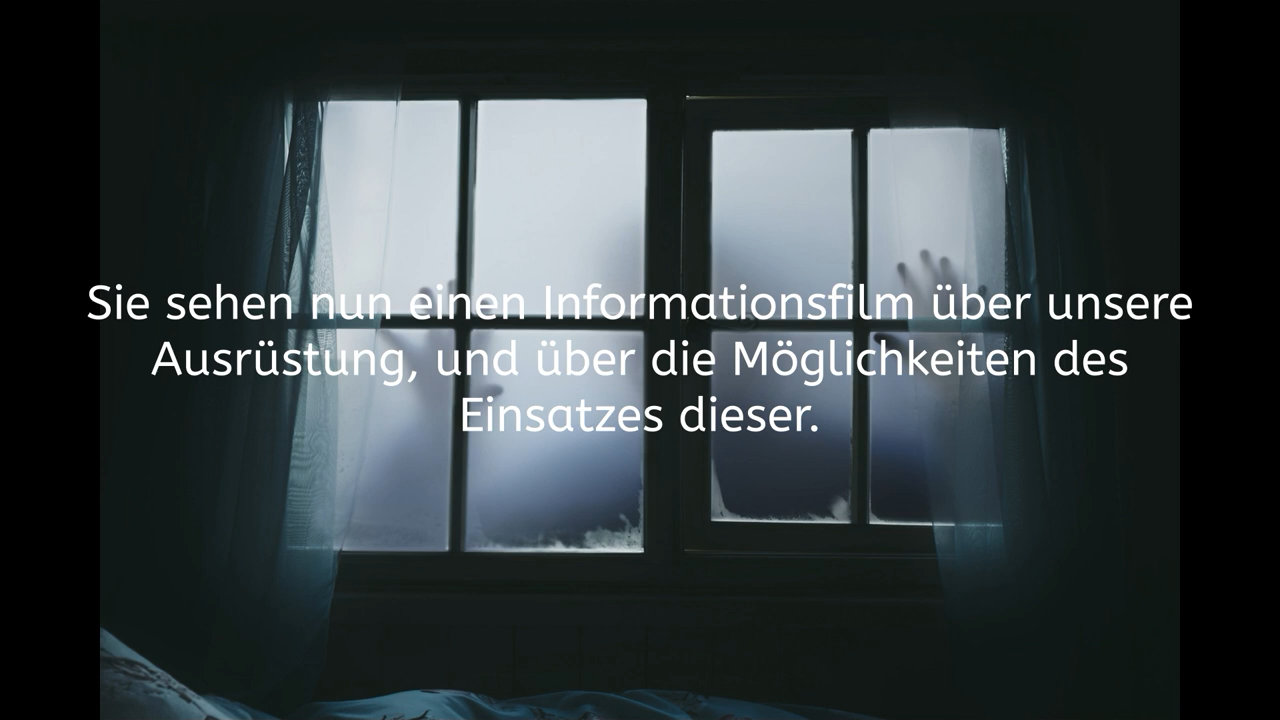 Sie sehen nun einen Informationsfilm über unsere
Ausrüstung, und über die Möglichkeiten des
Einsatzes dieser.